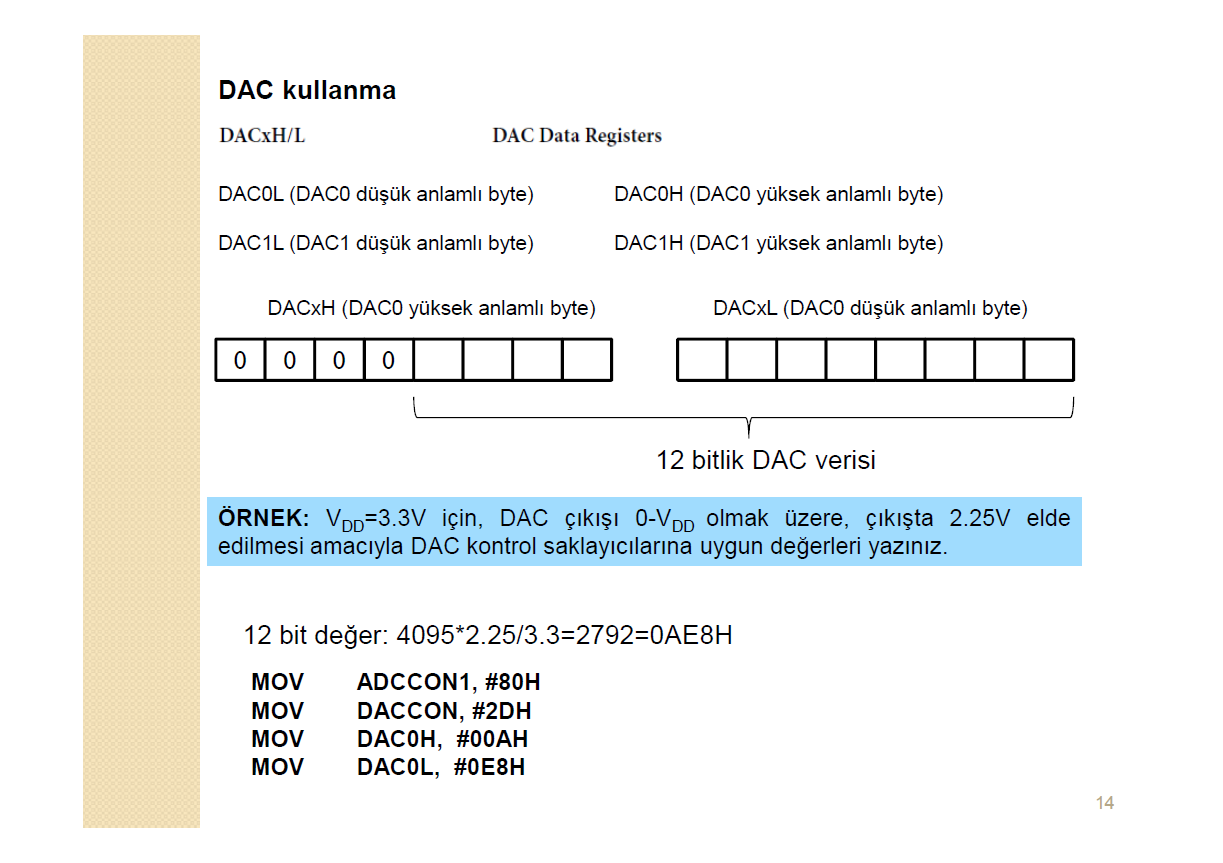 DAC kullanma
DACxH/L DAC Data Registers
DAC0L (DAC0 düşük anlamlı byte) DAC0H (DAC0 yüksek anlamlı byte)
DAC1L (DAC1 düşük anlamlı byte) DAC1H (DAC1 yüksek anlamlı byte)
DACxH (DAC0 yüksek anlamlı byte) DACxL (DAC0 düşük anlamlı byte)
0 0 0 0
12 bitlik DAC verisi
ÖRNEK: VDD=3.3V için, DAC çıkışı 0-VDD olmak üzere, çıkışta 2.25V elde
edilmesi amacıyla DAC kontrol saklayıcılarına uygun değerleri yazınız.
12 bit değer: 4095*2.25/3.3=2792=0AE8H
MOV ADCCON1, #80H
MOV DACCON, #2DH
MOV DAC0H, #00AH
MOV DAC0L, #0E8H
14